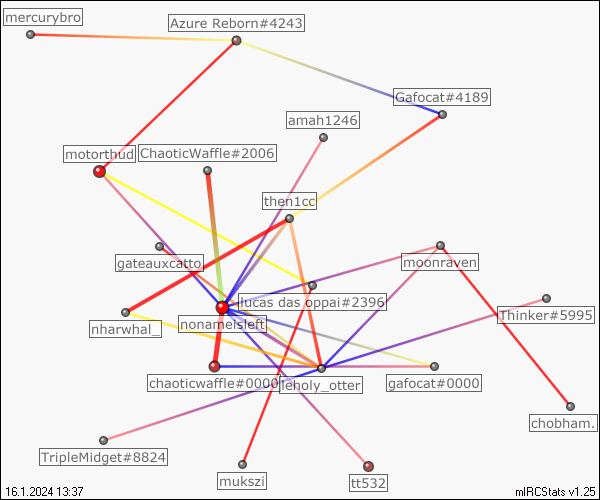 mercurybro
Azure Reborn#4243
Gafocat#4189
amah1246
motorthud
ChaoticWaffle#2006
then1cc
gateauxcatto
moonraven
lucas das oppai#2396
Thinker#5995
nharwhal_
nonameisleft
chaoticwaffle#0000
leholy_otter
gafocat#0000
chobham.
TripleMidget#8824
mukszi
tt532
16.1.2024 13:37
mIRCStats v1.25